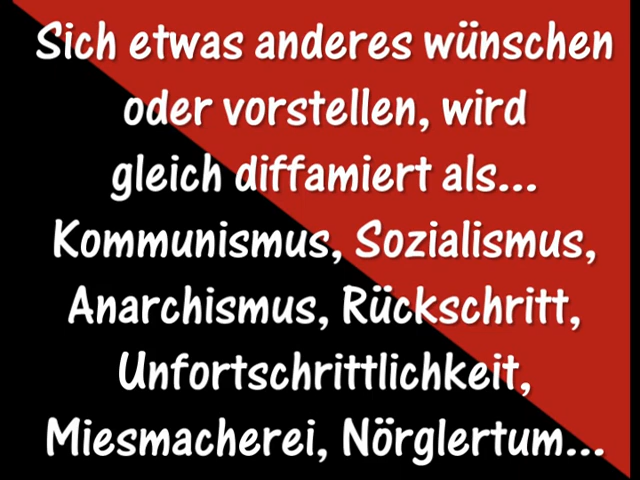 Sich etwas anderes wünschen
oder vorstellen, wird
gleich diffamiert als...
Kommunismus, Sozialismus,
Anarchismus, Rückschritt,
Unfortschrittlichkeit,
Miesmacherei, Nörglertum...